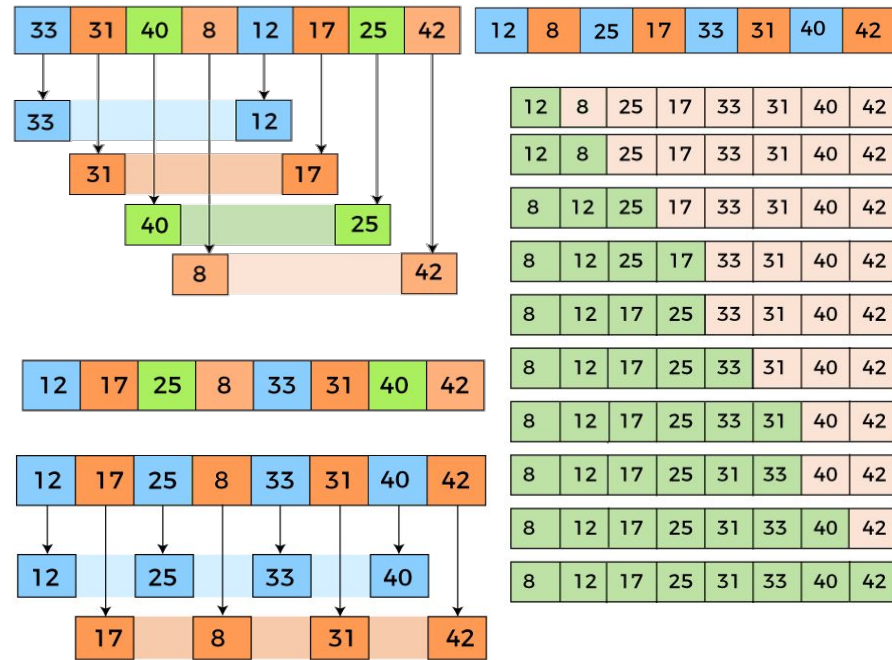 33 31 40 8 12 17 25 42
33 12
31 17
40 25
8 42
12 17 25 8 33 31 40 42
12 17 25 8 33 31 40 42
12 25 33 40
17 8 31 42
12 8 25 17 33 31 40 42
12 8 25 17 33 31 40 42
12 8 25 17 33 31 40 42
8 12 25 17 33 31 40 42
8 12 25 17 33 31 40 42
8 12 17 25 33 31 40 42
8 12 17 25 33 31 40 42
8 12 17 25 33 31 40 42
8 12 17 25 31 33 40 42
8 12 17 25 31 33 40 42
8 12 17 25 31 33 40 42